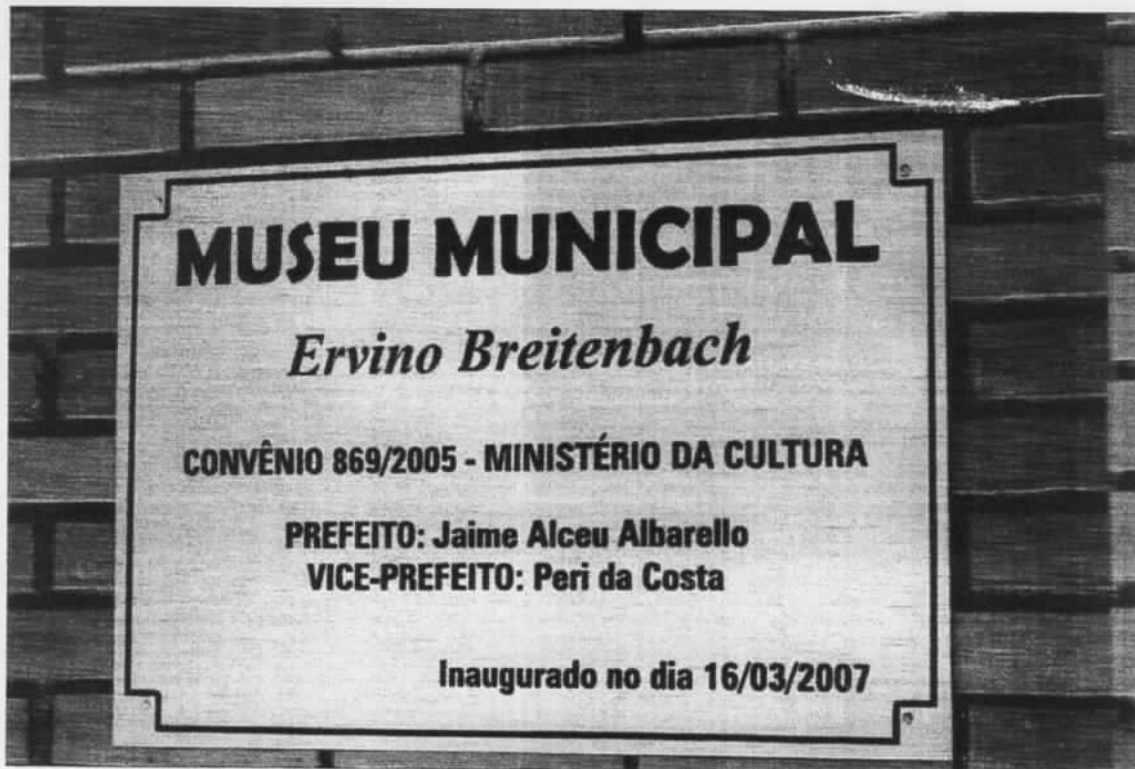 MUSEU MUNICIPAL
Ervino Breitenbach
CONVÊNIO 869/2005 - MINISTÉRIO DA CULTURA
PREFEITO: Jaime Alceu Albarello
VICE-PREFEITO: Peri da Costa
Inaugurado no dia 16/03/2007